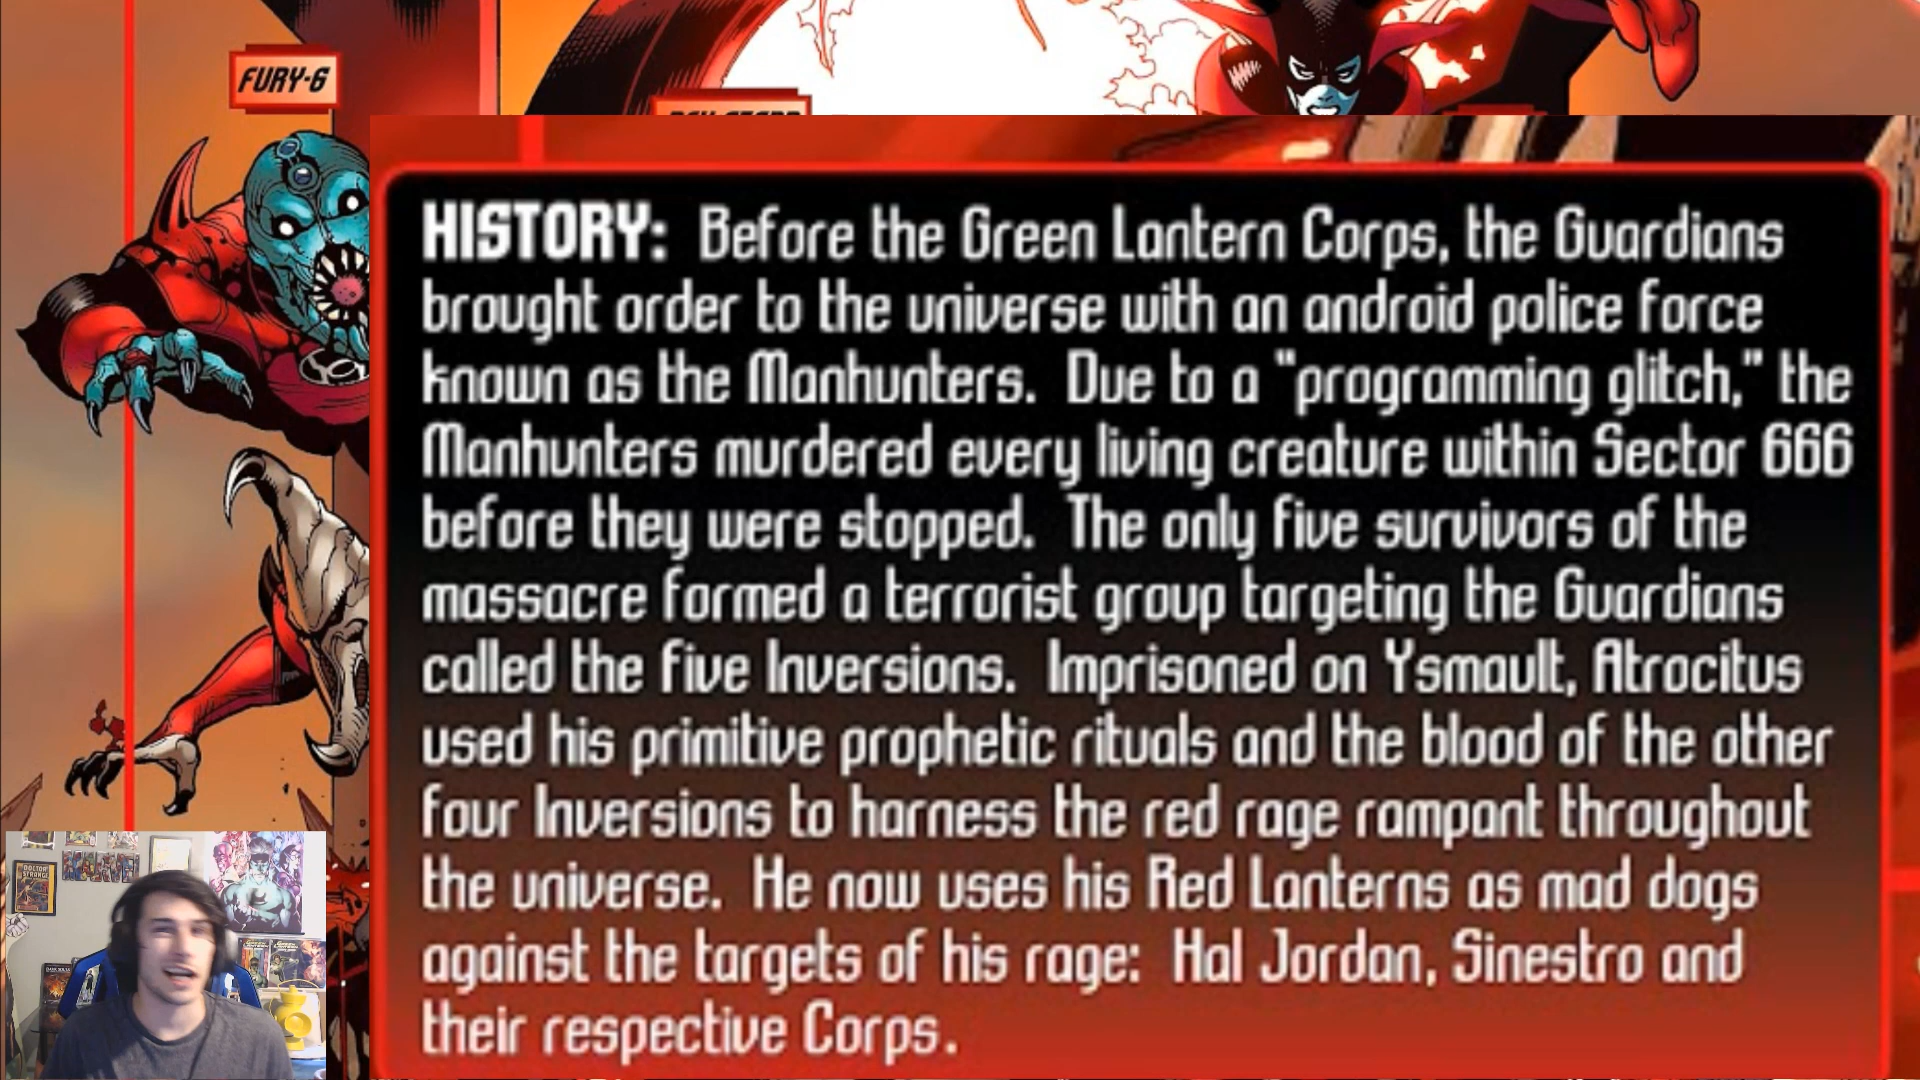 FURY-6
HISTORY: Before the Green Lantern Corps, the Guardians
brought order to the universe with an android police force
known as the Manhunters. Due to a "programming glitch," the
Manhunters murdered every living creature within Sector 666
before they were stopped. The only five survivors of the
massacre formed a terrorist group targeting the Guardians
called the Five Inversions. Imprisoned on Ysmault, Atrocitus
used his primitive prophetic rituals and the blood of the other
four Inversions to harness the red rage rampant throughout
the universe. He now uses his Red Lanterns as mad dogs
against the targets of his rage: Hal Jordan, Sinestro and
their respective Corps.
DOCTOR
STRANGE